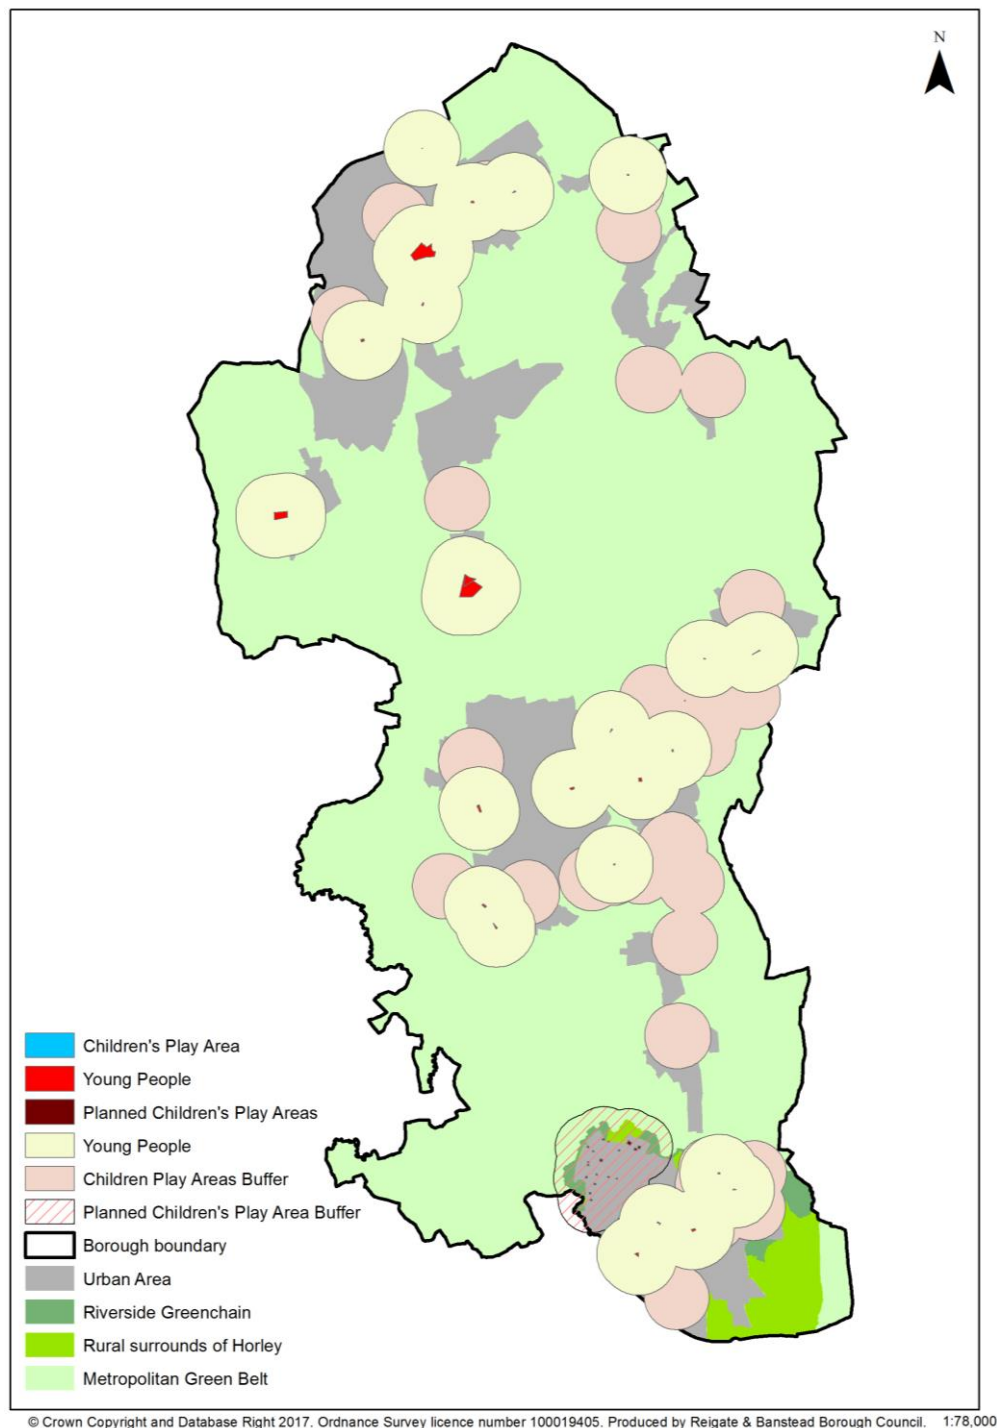 N
Children's Play Area
Young People
Planned Children's Play Areas
Young People
Children Play Areas Buffer
Planned Children's Play Area Buffer
Borough boundary
Urban Area
Riverside Greenchain
Rural surrounds of Horley
Metropolitan Green Belt
© Crown Copyright and Database Right 2017. Ordnance Survey licence number 100019405. Produced by Reigate & Banstead Borough Council. 1:78,000